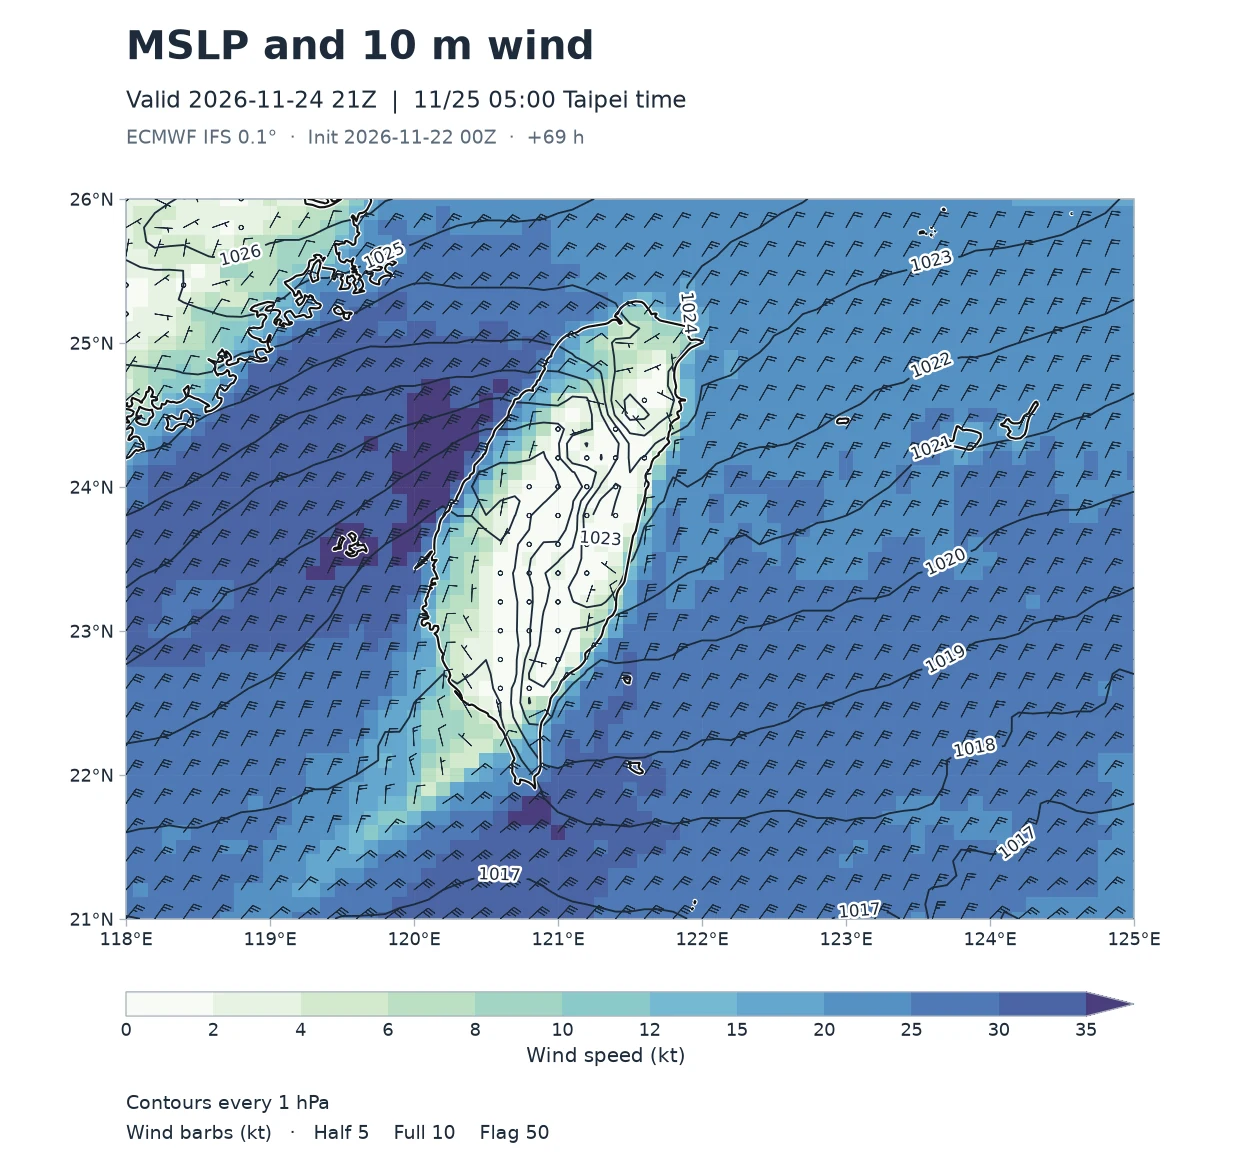 MSLP and 10 m wind
Valid 2026-11-24 21Z | 11/25 05:00 Taipei time
ECMWF IFS 0.1° · Init 2026-11-22 00Z · +69 h
26°N
25°N
24°N
23°N
22°N
21°N
1026
1025
1024
1023
1022
1021
1023
1020
1019
1018
1017
1017
1017
118°E 119°E 120°E 121°E 122°E 123°E 124°E 125°E
0 2 4 6 8 10 12 15 20 25 30 35
Wind speed (kt)
Contours every 1 hPa
Wind barbs (kt) · Half 5 Full 10 Flag 50